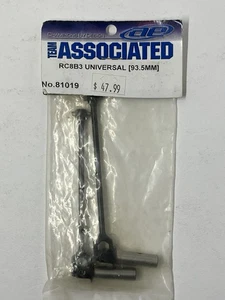 TEAM ASSOCIATED
RC8B3 UNIVERSAL [93.5MM]
No.81019
$ 47.99